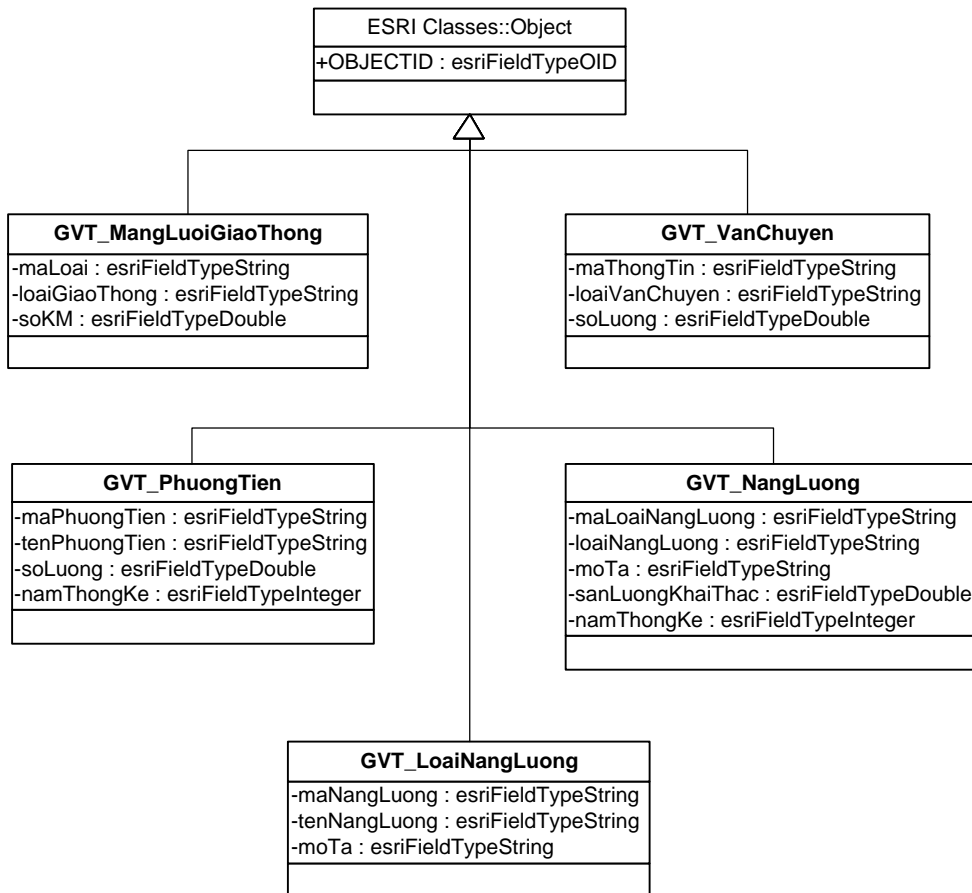 ESRI Classes::Object
+OBJECTID : esriFieldTypeOID
GVT_MangLuoiGiaoThong
-maLoai : esriFieldTypeString
-loaiGiaoThong : esriFieldTypeString
-soKM : esriFieldTypeDouble
GVT_VanChuyen
-maThongTin : esriFieldTypeString
-loaiVanChuyen : esriFieldTypeString
-soLuong : esriFieldTypeDouble
GVT_PhuongTien
-maPhuongTien : esriFieldTypeString
-tenPhuongTien : esriFieldTypeString
-soLuong : esriFieldTypeDouble
-namThongKe : esriFieldTypeInteger
GVT_NangLuong
-maLoaiNangLuong : esriFieldTypeString
-loaiNangLuong : esriFieldTypeString
-moTa : esriFieldTypeString
-sanLuongKhaiThac : esriFieldTypeDouble
-namThongKe : esriFieldTypeInteger
GVT_LoaiNangLuong
-maNangLuong : esriFieldTypeString
-tenNangLuong : esriFieldTypeString
-moTa : esriFieldTypeString